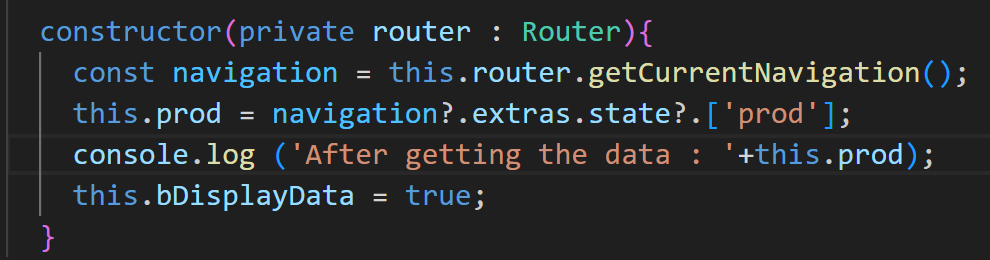 constructor(private router : Router){
const navigation = this.router.getCurrentNavigation();
this.prod = navigation?.extras.state?.['prod'];
console.log ('After getting the data : '+this.prod);
this.bDisplayData = true;
}